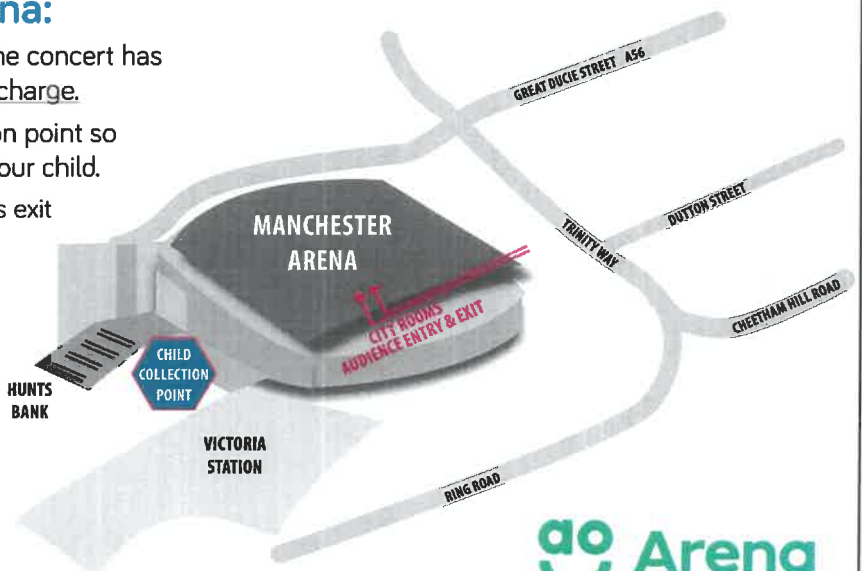 na:
ne concert has
charge.
on point so
our child.
s exit
GREAT DUCIE STREET A56
MANCHESTER
ARENA
TRINITY WAY
DUTTON STREET
CHEETHAM HILL ROAD
CITY ROOMS
AUDIENCE ENTRY & EXIT
CHILD
COLLECTION
POINT
HUNTS
BANK
VICTORIA
STATION
RING ROAD
ao Arena